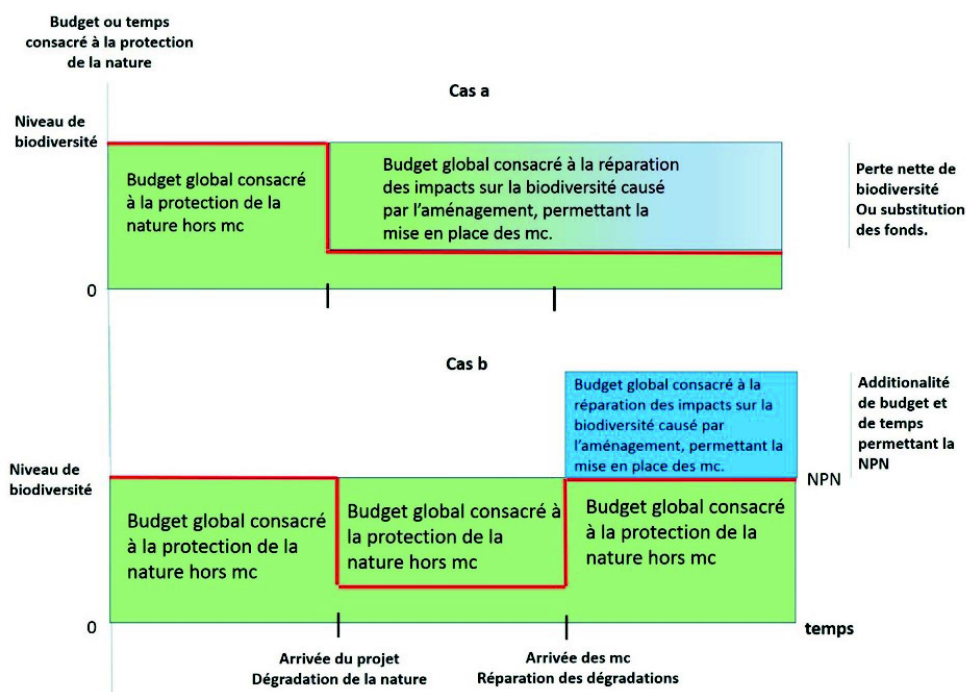 Budget ou temps
consacré à la protection
de la nature
Cas a
Niveau de
biodiversité
Budget global consacré
à la protection de la
nature hors mc
Budget global consacré à la réparation
des impacts sur la biodiversité causé
par l’aménagement, permettant la
mise en place des mc.
Perte nette de
biodiversité
Ou substitution
des fonds.
0
Cas b
Budget global consacré à la
réparation des impacts sur la
biodiversité causé par
l’aménagement, permettant la
mise en place des mc.
Additionalité
de budget et
de temps
permettant la
NPN
Niveau de
biodiversité
NPN
Budget global consacré
à la protection de la
nature hors mc
Budget global consacré à
la protection de la
nature hors mc
Budget global consacré
à la protection de la
nature hors mc
0
temps
Arrivée du projet
Dégradation de la nature
Arrivée des mc
Réparation des dégradations